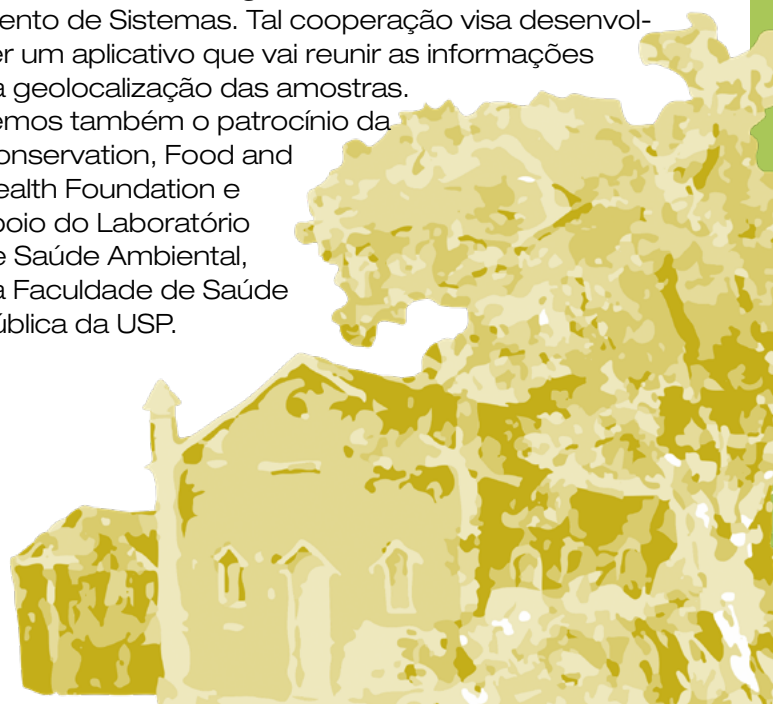 ento de Sistemas. Tal cooperação visa desenvol-
er um aplicativo que vai reunir as informações
a geolocalização das amostras.
emos também o patrocínio da
onservation, Food and
ealth Foundation e
poio do Laboratório
e Saúde Ambiental,
a Faculdade de Saúde
ública da USP.